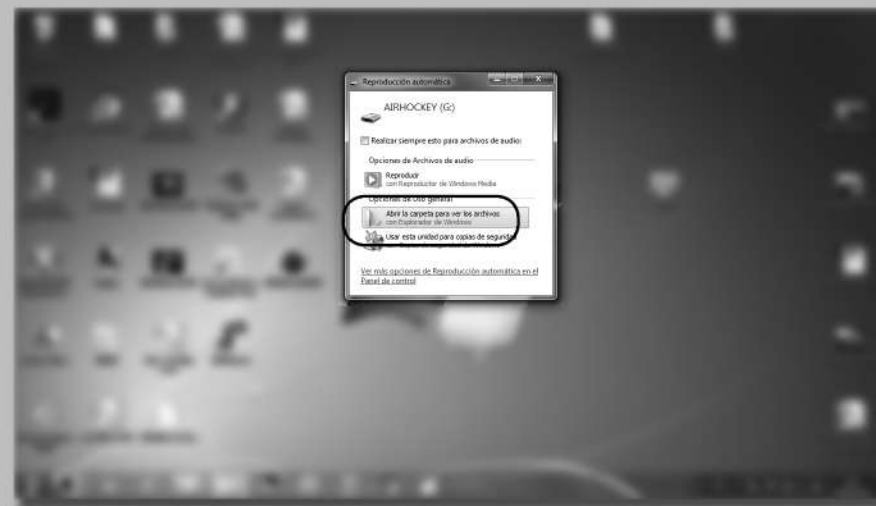 Reproducción automática
AIRHOCKEY (G:)
Realizar siempre esto para archivos de audio:
Opciones de Archivos de audio
Reproducir
con Reproductor de Windows Media
Opciones de Uso general
Abrir la carpeta para ver los archivos
con Explorador de Windows
Usar esta unidad para copias de seguridad
Ver más opciones de Reproducción automática en el
Panel de control